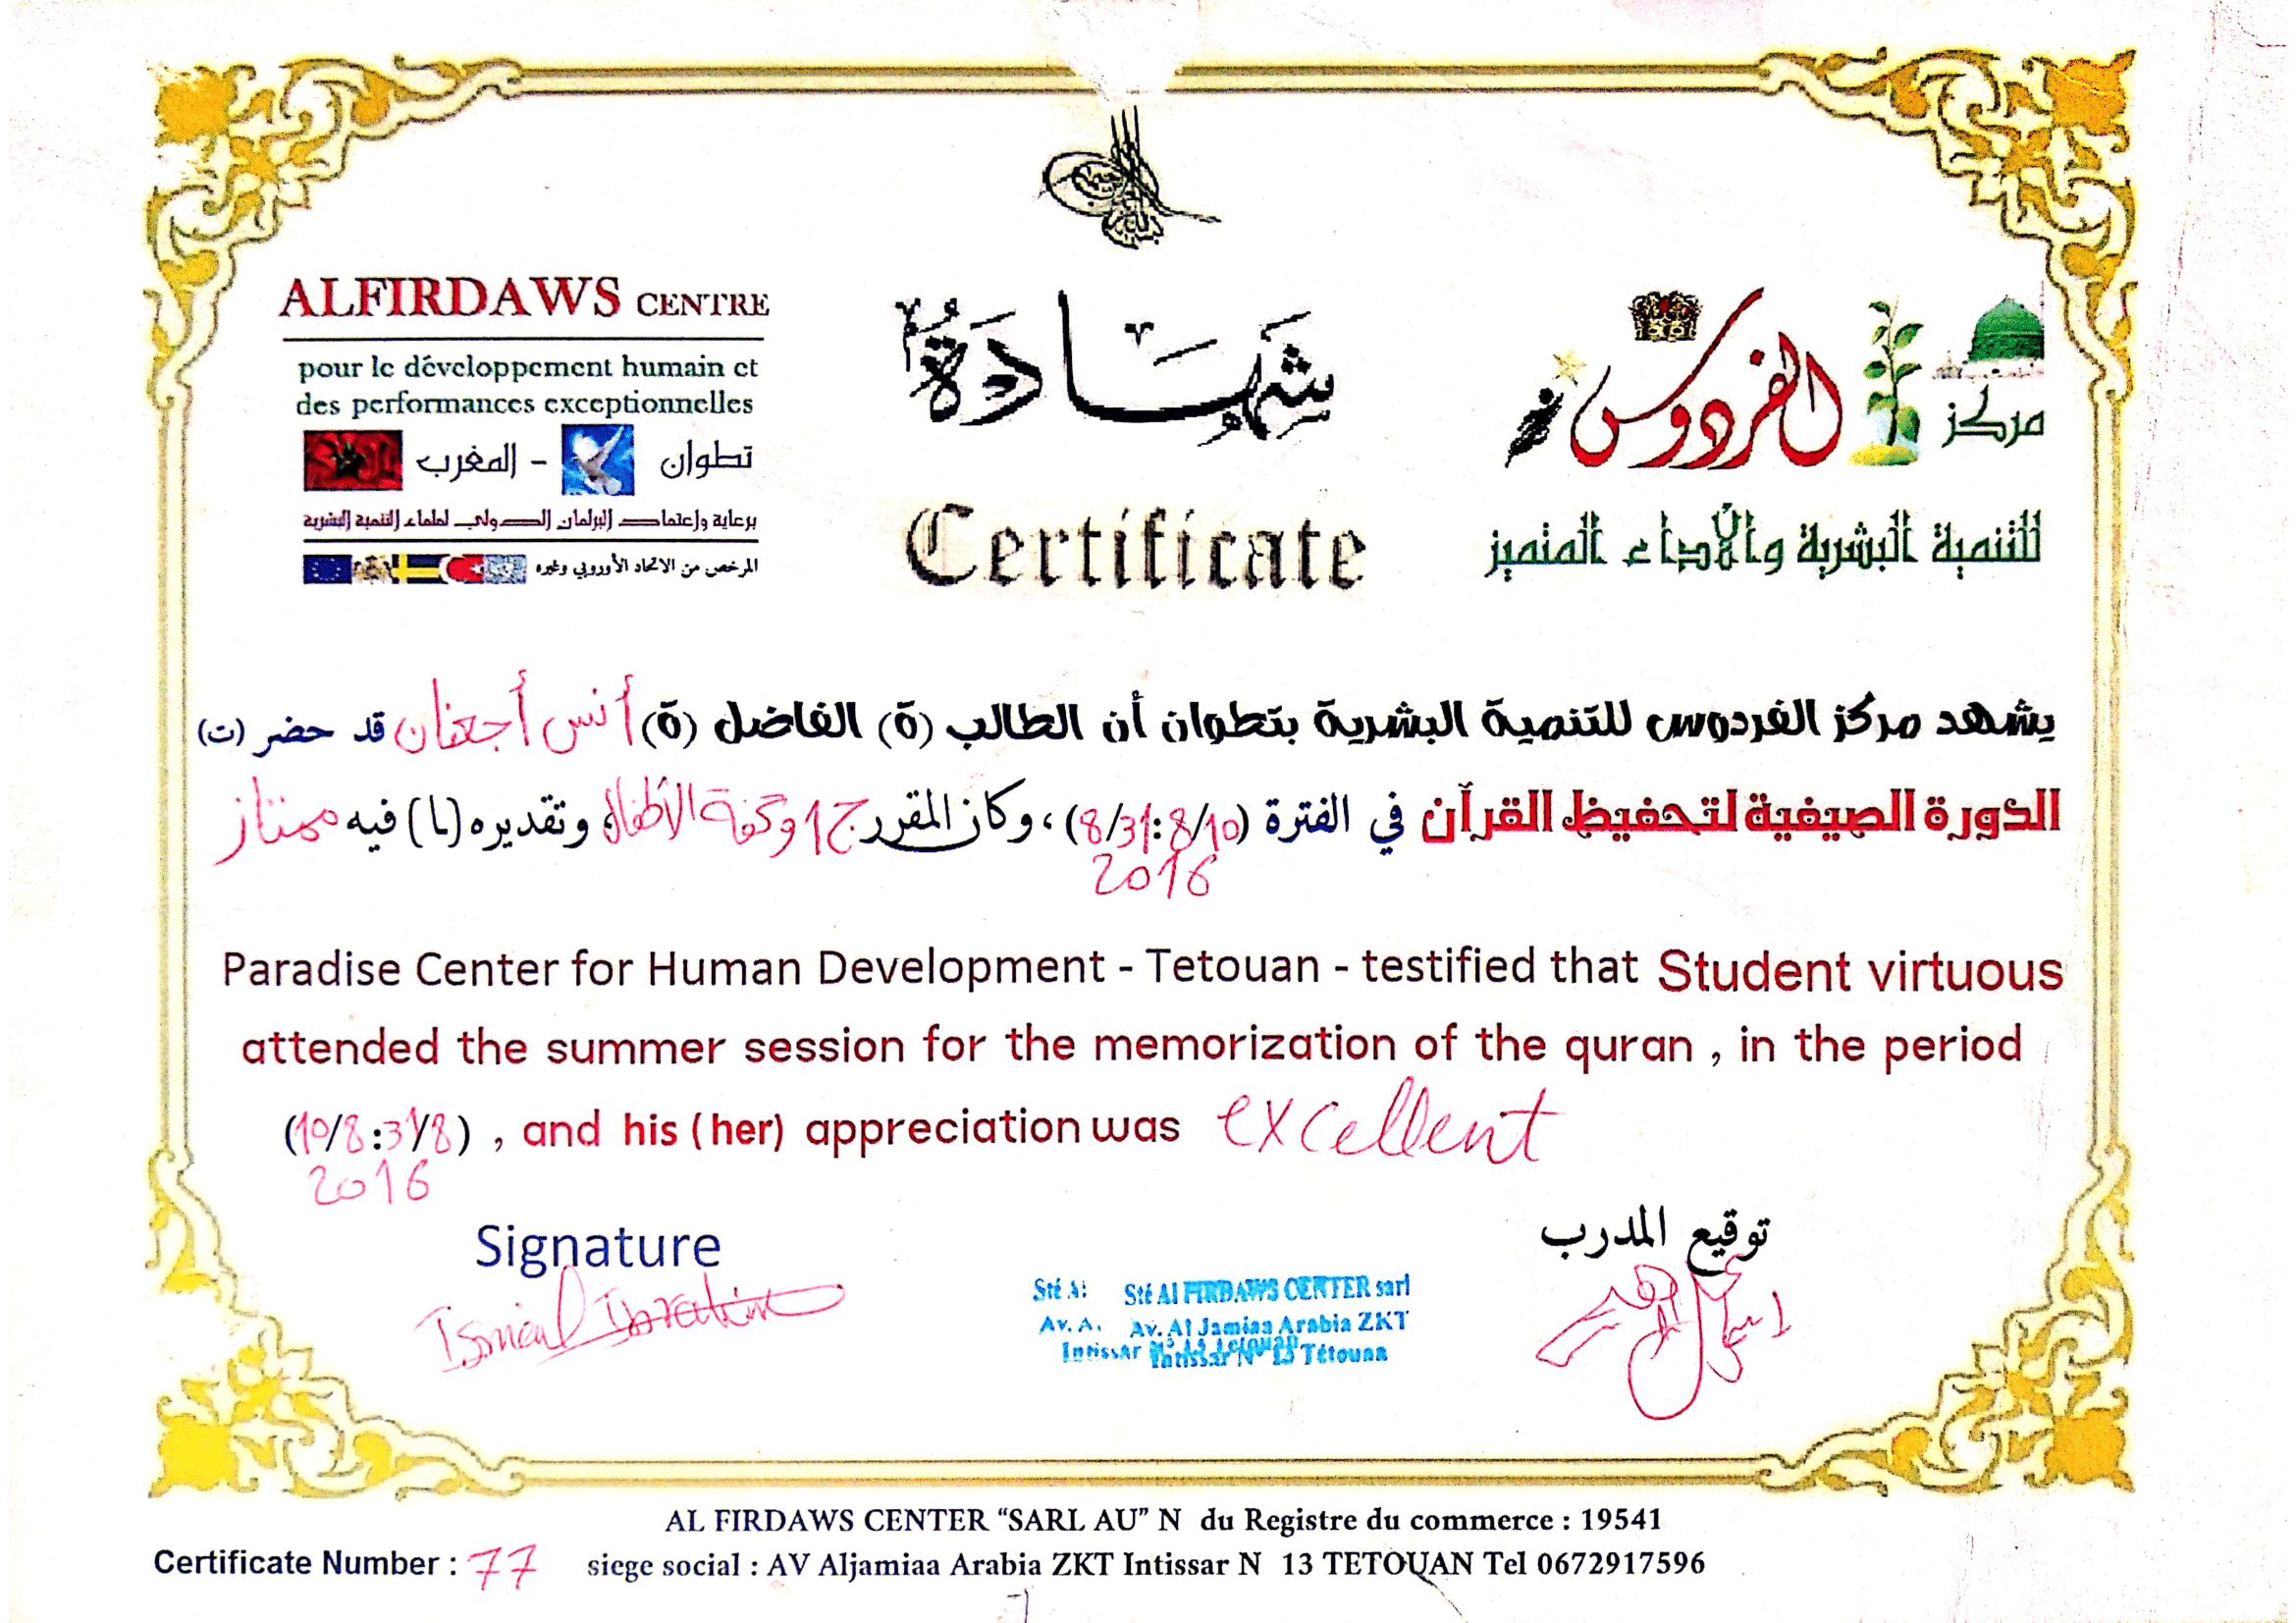 ALFIRDAWS CENTRE
pour le développement humain et
des performances exceptionnelles
تطوان - المغرب
برعاية وإعتماد البرلمان الدولي لعلماء التنمية البشرية
المرخص من الاتحاد الأوروبي وغيره
شهادة
Certificate
مركز الفردوس
للتنمية البشرية والأداء المتميز
يشهد مركز الفردوس للتنمية البشرية بتطوان أن الطالب (ة) الفاضل (ة) أنس أجعفان قد حضر (ت)
الدورة الصيفية لتحفيظ القرآن في الفترة (8/10:8/31)، وكان المقرر ج 1 و تحفة الأطفال وتقديره (ها) فيه ممتاز
2016
Paradise Center for Human Development - Tetouan - testified that Student virtuous
attended the summer session for the memorization of the quran , in the period
(10/8:31/8) , and his (her) appreciation was excellent
2016
Signature
Ismail Ibrahim
توقيع المدرب
Sté Al FIRDAWS CENTER sarl
Av. Al Jamiaa Arabia ZKT
Intissar N° 13 Tétouan
AL FIRDAWS CENTER “SARL AU” N du Registre du commerce : 19541
Certificate Number : 77
siege social : AV Aljamiaa Arabia ZKT Intissar N 13 TETOUAN Tel 0672917596